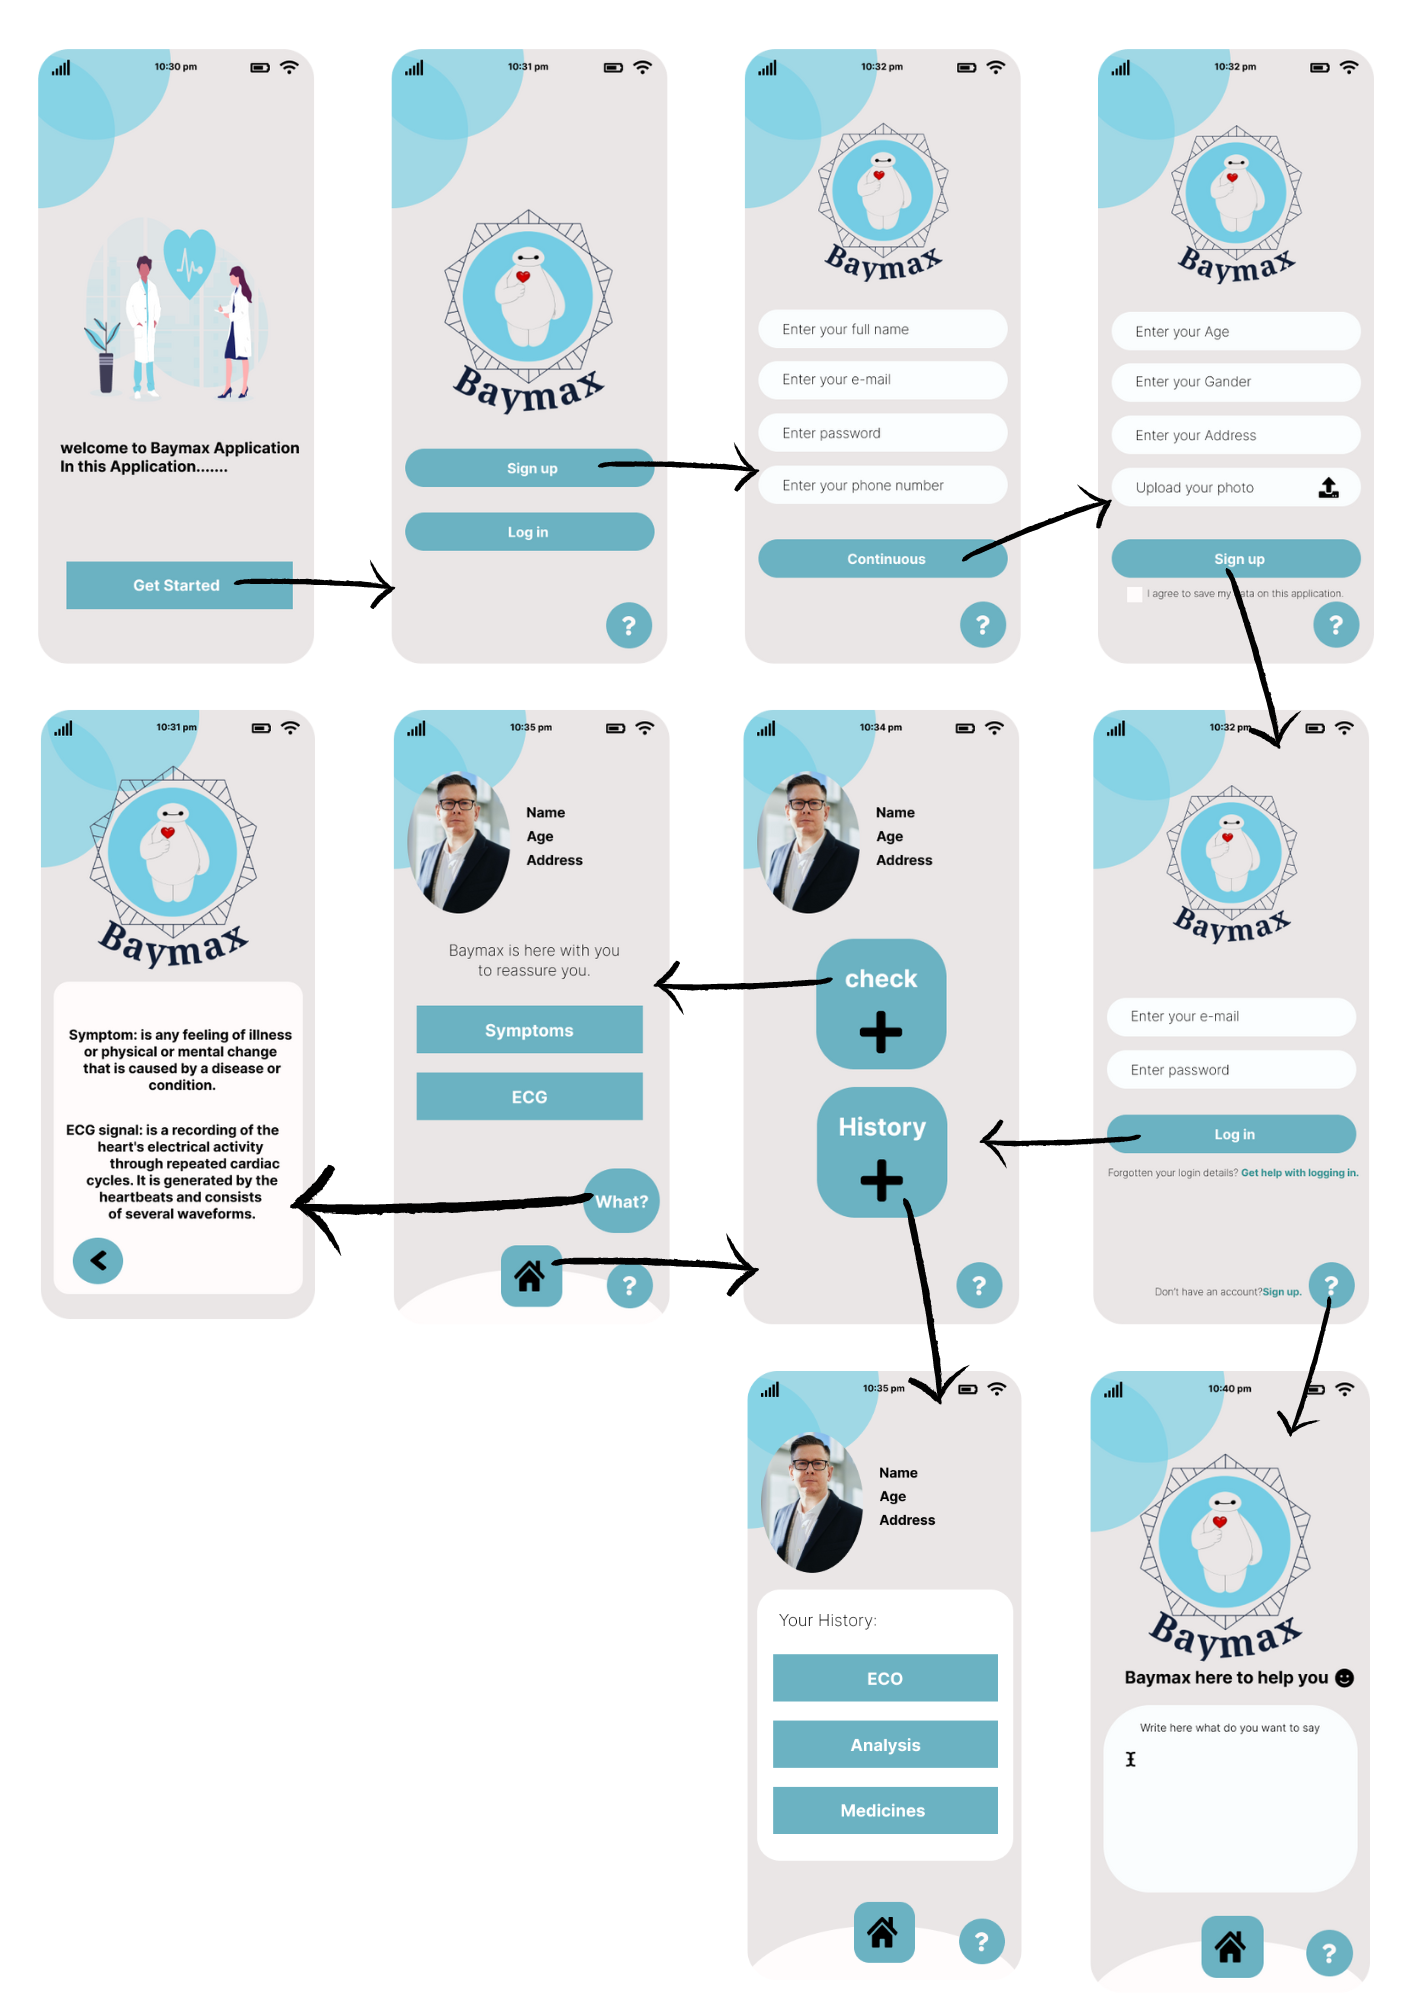 10:30 pm
welcome to Baymax Application
In this Application.......
Get Started
10:31 pm
Baymax
Sign up
Log in
?
10:32 pm
Baymax
Enter your full name
Enter your e-mail
Enter password
Enter your phone number
Continuous
?
10:32 pm
Baymax
Enter your Age
Enter your Gander
Enter your Address
Upload your photo
Sign up
I agree to save my data on this application.
?
10:31 pm
Baymax
Symptom: is any feeling of illness
or physical or mental change
that is caused by a disease or
condition.
ECG signal: is a recording of the
heart's electrical activity
through repeated cardiac
cycles. It is generated by the
heartbeats and consists
of several waveforms.
10:35 pm
Name
Age
Address
Baymax is here with you
to reassure you.
Symptoms
ECG
What?
?
10:34 pm
Name
Age
Address
check
History
?
10:32 pm
Baymax
Enter your e-mail
Enter password
Log in
Forgotten your login details? Get help with logging in.
Don't have an account?Sign up.
?
10:35 pm
Name
Age
Address
Your History:
ECO
Analysis
Medicines
?
10:40 pm
Baymax
Baymax here to help you
Write here what do you want to say
?